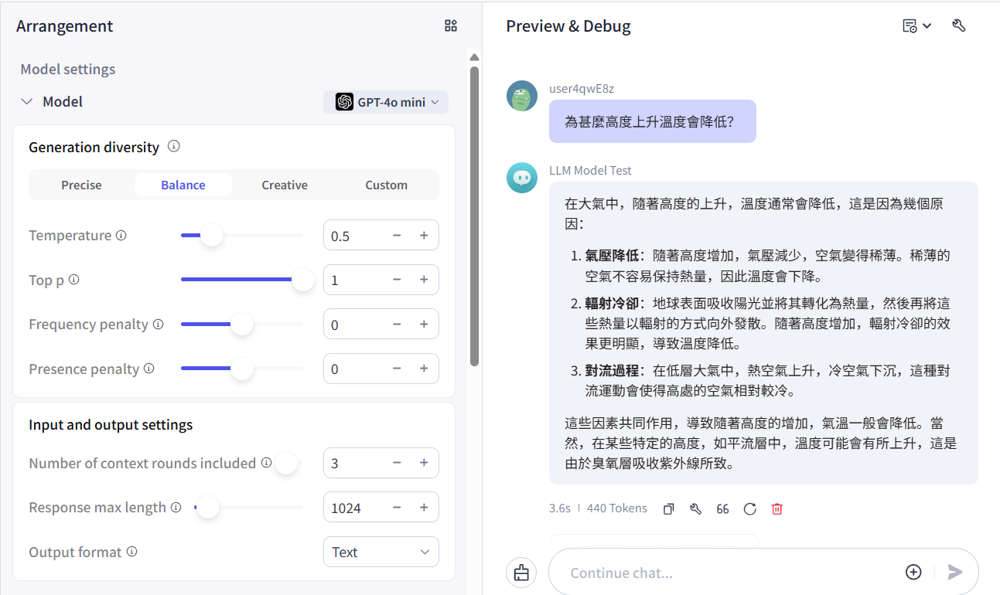 Arrangement
Model settings
Model
GPT-4o mini
Generation diversity
Precise
Balance
Creative
Custom
Temperature
0.5
Top p
1
Frequency penalty
0
Presence penalty
0
Input and output settings
Number of context rounds included
3
Response max length
1024
Output format
Text
Preview & Debug
user4qwE8z
為甚麼高度上升溫度會降低?
LLM Model Test
在大氣中，隨著高度的上升，溫度通常會降低，這是因為幾個原
因：
1. 氣壓降低：隨著高度增加，氣壓減少，空氣變得稀薄。稀薄的
空氣不容易保持熱量，因此溫度會下降。
2. 輻射冷卻：地球表面吸收陽光並將其轉化為熱量，然後再將這
些熱量以輻射的方式向外發散。隨著高度增加，輻射冷卻的效
果更明顯，導致溫度降低。
3. 對流過程：在低層大氣中，熱空氣上升，冷空氣下沉，這種對
流運動會使得高處的空氣相對較冷。
這些因素共同作用，導致隨著高度的增加，氣溫一般會降低。當
然，在某些特定的高度，如平流層中，溫度可能會有所上升，這是
由於臭氧層吸收紫外線所致。
3.6s | 440 Tokens
Continue chat...